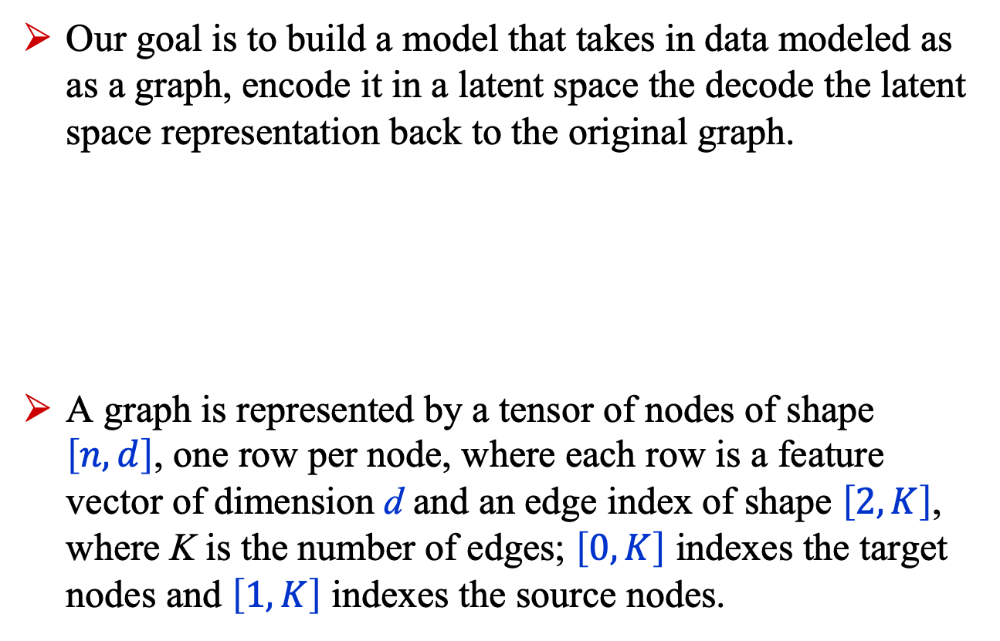 ➢ Our goal is to build a model that takes in data modeled as
as a graph, encode it in a latent space the decode the latent
space representation back to the original graph.
➢ A graph is represented by a tensor of nodes of shape
[n, d], one row per node, where each row is a feature
vector of dimension d and an edge index of shape [2, K],
where K is the number of edges; [0, K] indexes the target
nodes and [1, K] indexes the source nodes.